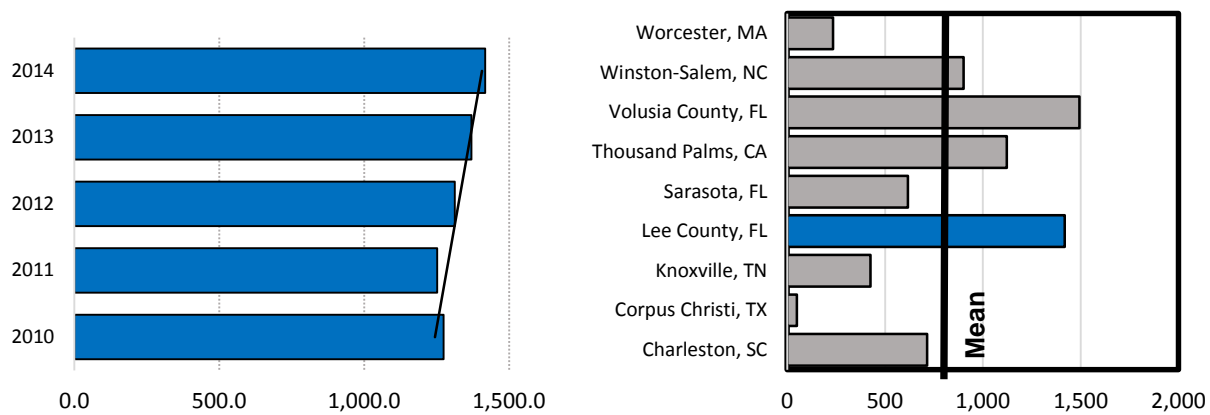 2014
2013
2012
2011
2010
0.0 500.0 1,000.0 1,500.0
Worcester, MA
Winston-Salem, NC
Volusia County, FL
Thousand Palms, CA
Sarasota, FL
Lee County, FL
Knoxville, TN
Corpus Christi, TX
Charleston, SC
Mean
0 500 1,000 1,500 2,000